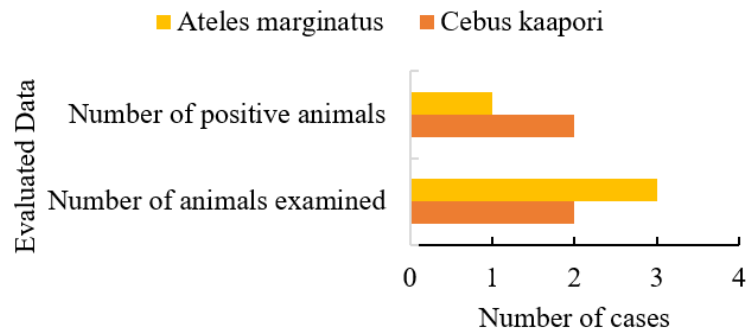 Ateles marginatus Cebus kaapori
Evaluated Data
Number of positive animals
Number of animals examined
0 1 2 3 4
Number of cases